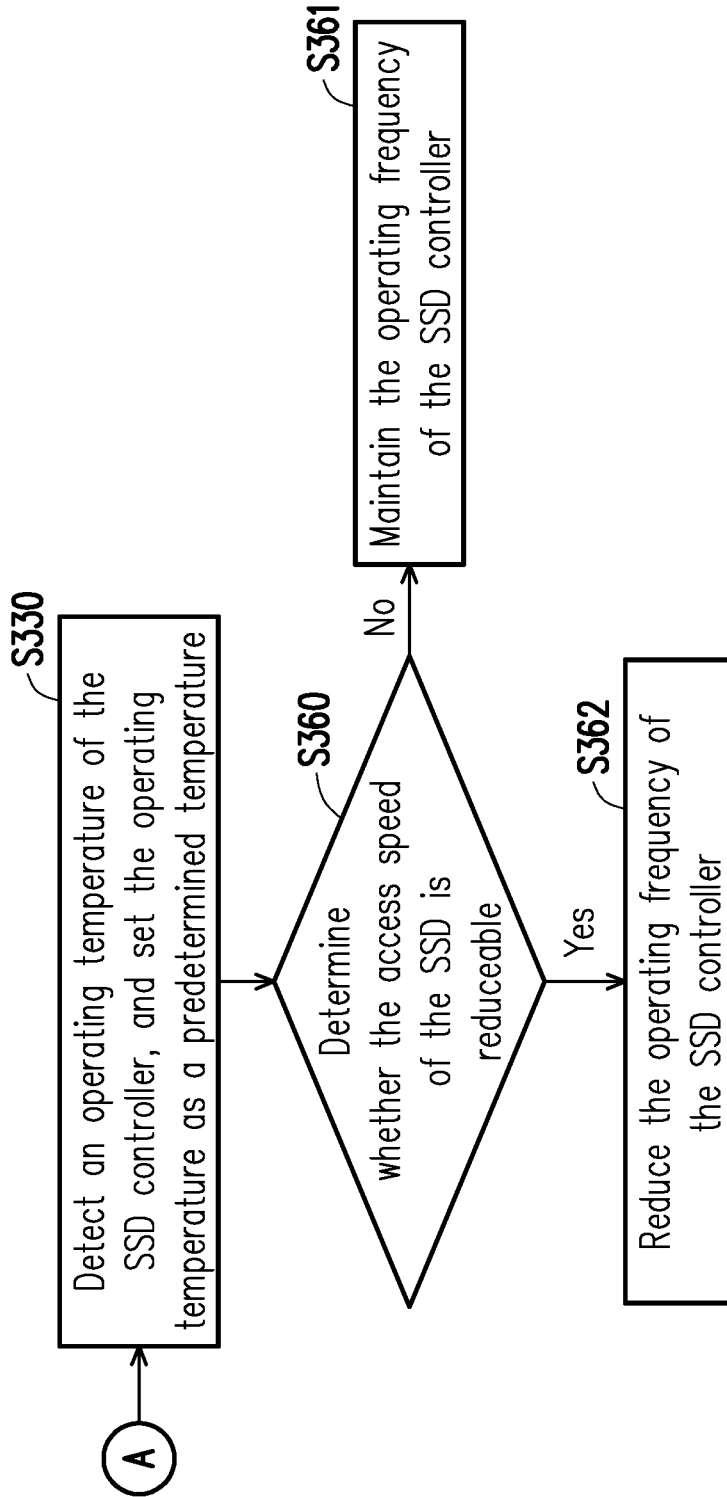 A
S330
Detect an operating temperature of the
SSD controller, and set the operating
temperature as a predetermined temperature
S360
Determine
whether the access speed
of the SSD is
reduceable
No
S361
Maintain the operating frequency
of the SSD controller
Yes
S362
Reduce the operating frequency of
the SSD controller